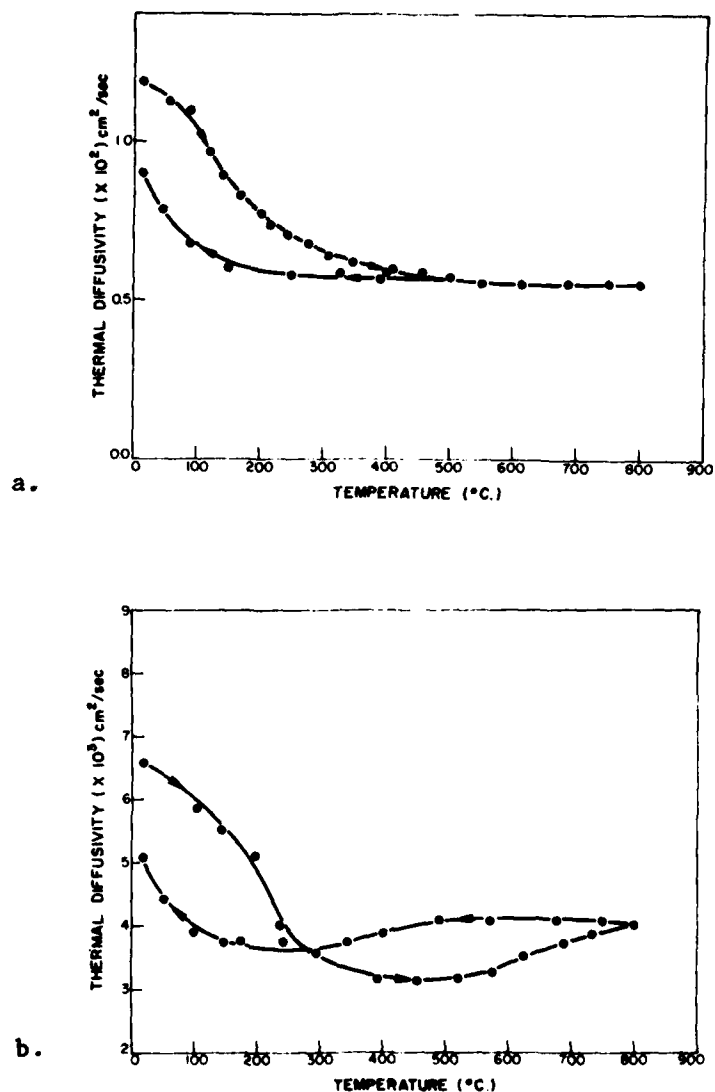 THERMAL DIFFUSIVITY (× 10²) cm²/sec
1.0
0.5
0.0
0 100 200 300 400 500 600 700 800 900
TEMPERATURE (°C.)
a.
THERMAL DIFFUSIVITY (× 10³) cm²/sec
9
8
7
6
5
4
3
2
0 100 200 300 400 500 600 700 800 900
TEMPERATURE (°C.)
b.